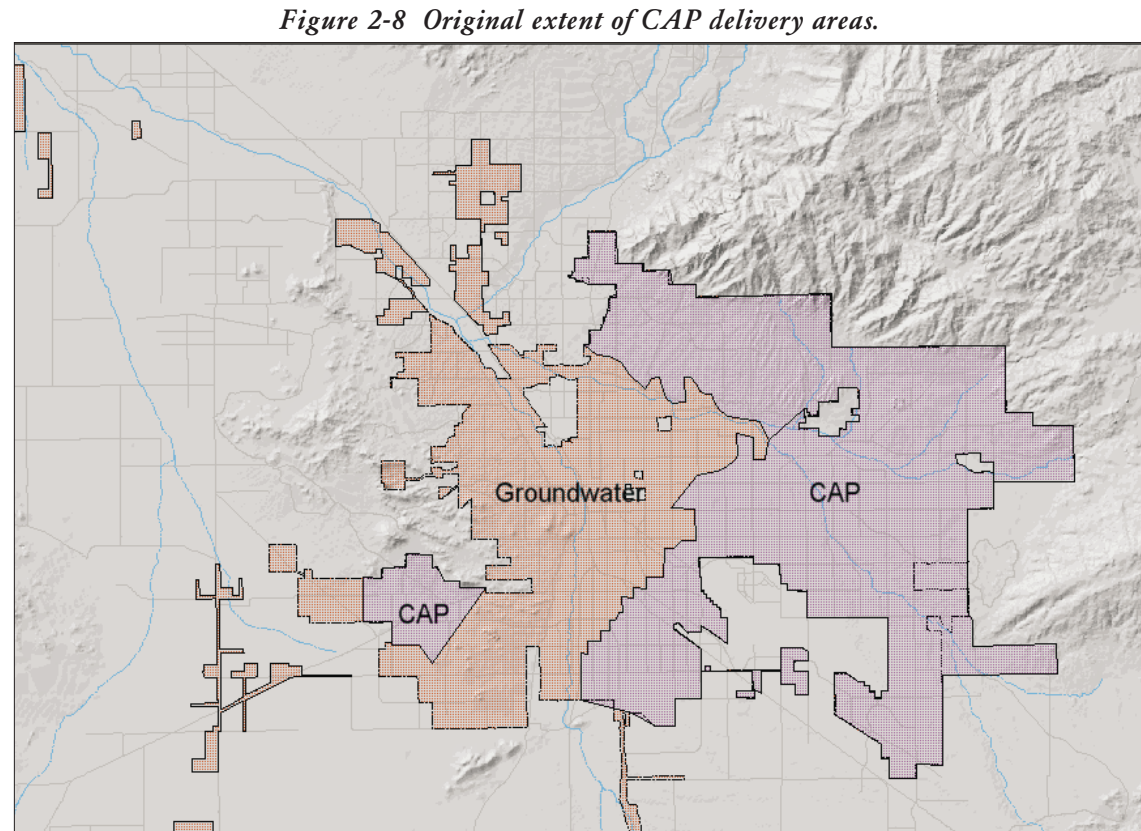 Figure 2-8 Original extent of CAP delivery areas.
Groundwater
CAP
CAP